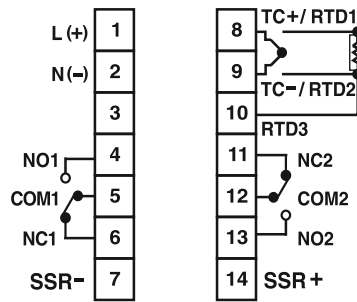 L (+) 1
N (-) 2
3
NO1 4
COM1 5
NC1 6
SSR- 7
8 TC+/ RTD1
9 TC-/ RTD2
10 RTD3
11 NC2
12 COM2
13 NO2
14 SSR+